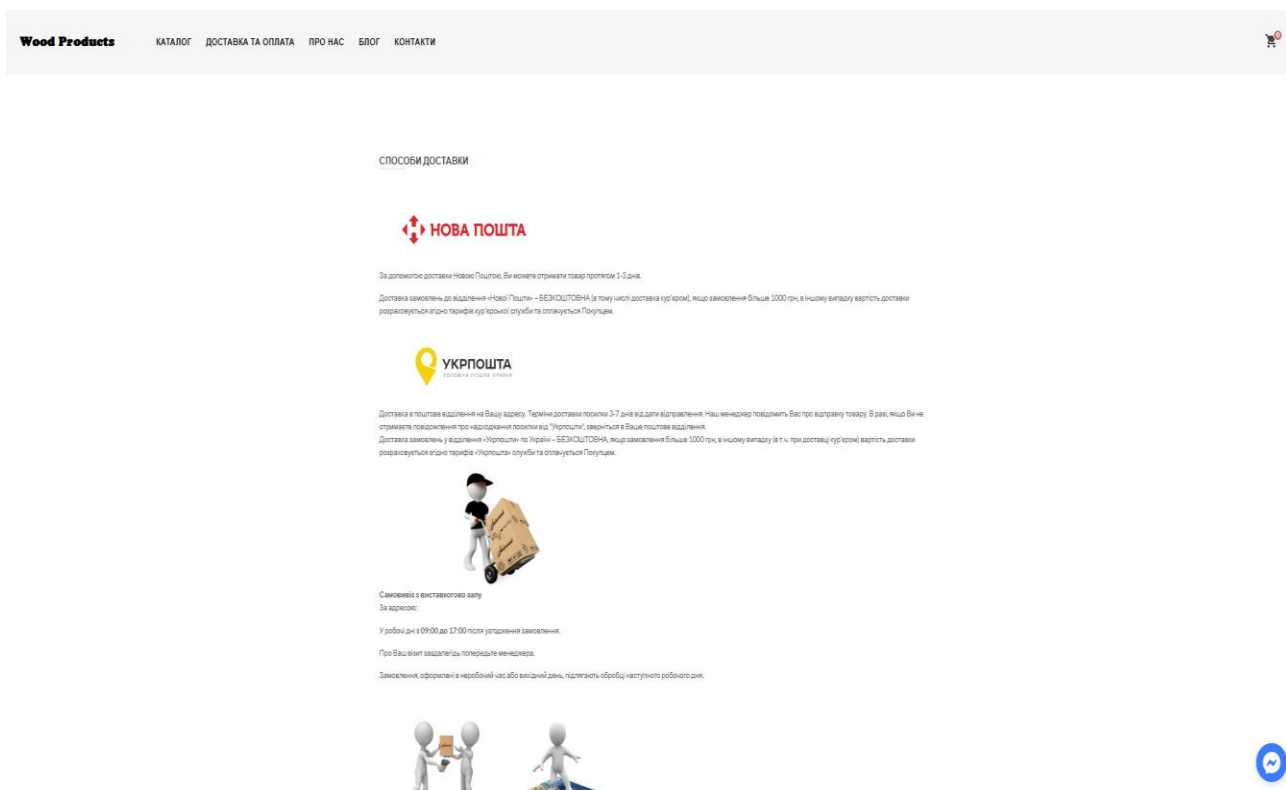 Wood Products
КАТАЛОГ ДОСТАВКА ТА ОПЛАТА ПРО НАС БЛОГ КОНТАКТИ
0
СПОСОБИ ДОСТАВКИ
НОВА ПОШТА
За допомогою доставки Новою Поштою, Ви можете отримати товар протягом 1-3 днів.
Доставка замовлень до відділення «Нової Пошти» – БЕЗКОШТОВНА (в тому числі доставка кур'єром), якщо замовлення більше 1000 грн, в іншому випадку вартість доставки
розраховується згідно тарифів кур'єрської служби та сплачується Покупцем.
УКРПОШТА
ГОЛОВНА ПОШТА КРАЇНИ
Доставка в поштове відділення на Вашу адресу. Терміни доставки посилки 3-7 днів від дати відправлення. Наш менеджер повідомить Вас про відправку товару. В разі, якщо Ви не
отримаєте повідомлення про надходження посилки від "Укрпошти", зверніться в Ваше поштове відділення.
Доставка замовлень у відділення «Укрпошти» по Україні – БЕЗКОШТОВНА, якщо замовлення більше 1000 грн, в іншому випадку (в т.ч. при доставці кур'єром) вартість доставки
розраховується згідно тарифів «Укрпошта» служби та сплачується Покупцем.
Самовивіз з виставкогово залу
За адресою:
У робочі дні з 09:00 до 17:00 після узгодження замовлення.
Про Ваш візит заздалегідь попередьте менеджера.
Замовлення, оформлені в неробочий час або вихідний день, підлягають обробці наступного робочого дня.